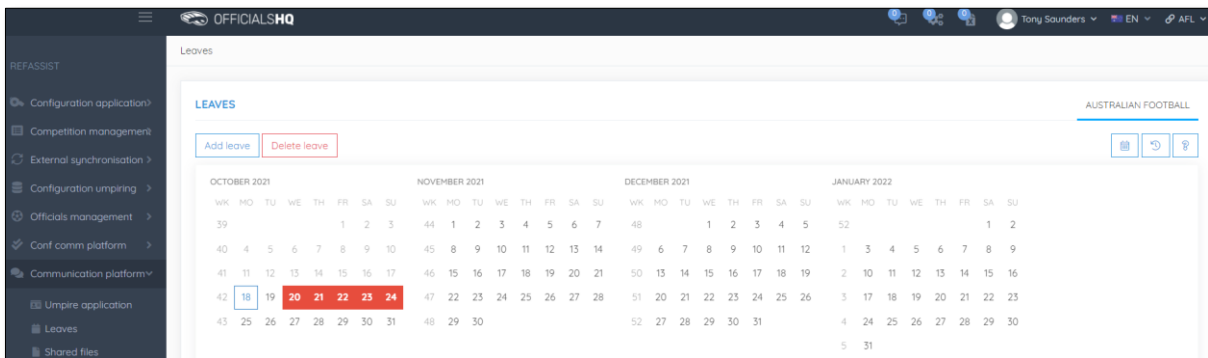 OFFICIALSHQ
0 0 0 Tony Saunders EN AFL
Leaves
REFASSIST
Configuration application
Competition management
External synchronisation
Configuration umpiring
Officials management
Conf comm platform
Communication platform
Umpire application
Leaves
Shared files
LEAVES
AUSTRALIAN FOOTBALL
Add leave Delete leave ?
OCTOBER 2021
WK MO TU WE TH FR SA SU
39 1 2 3
40 4 5 6 7 8 9 10
41 11 12 13 14 15 16 17
42 18 19 20 21 22 23 24
43 25 26 27 28 29 30 31
NOVEMBER 2021
WK MO TU WE TH FR SA SU
44 1 2 3 4 5 6 7
45 8 9 10 11 12 13 14
46 15 16 17 18 19 20 21
47 22 23 24 25 26 27 28
48 29 30
DECEMBER 2021
WK MO TU WE TH FR SA SU
48 1 2 3 4 5
49 6 7 8 9 10 11 12
50 13 14 15 16 17 18 19
51 20 21 22 23 24 25 26
52 27 28 29 30 31
JANUARY 2022
WK MO TU WE TH FR SA SU
52 1 2
1 3 4 5 6 7 8 9
2 10 11 12 13 14 15 16
3 17 18 19 20 21 22 23
4 24 25 26 27 28 29 30
5 31